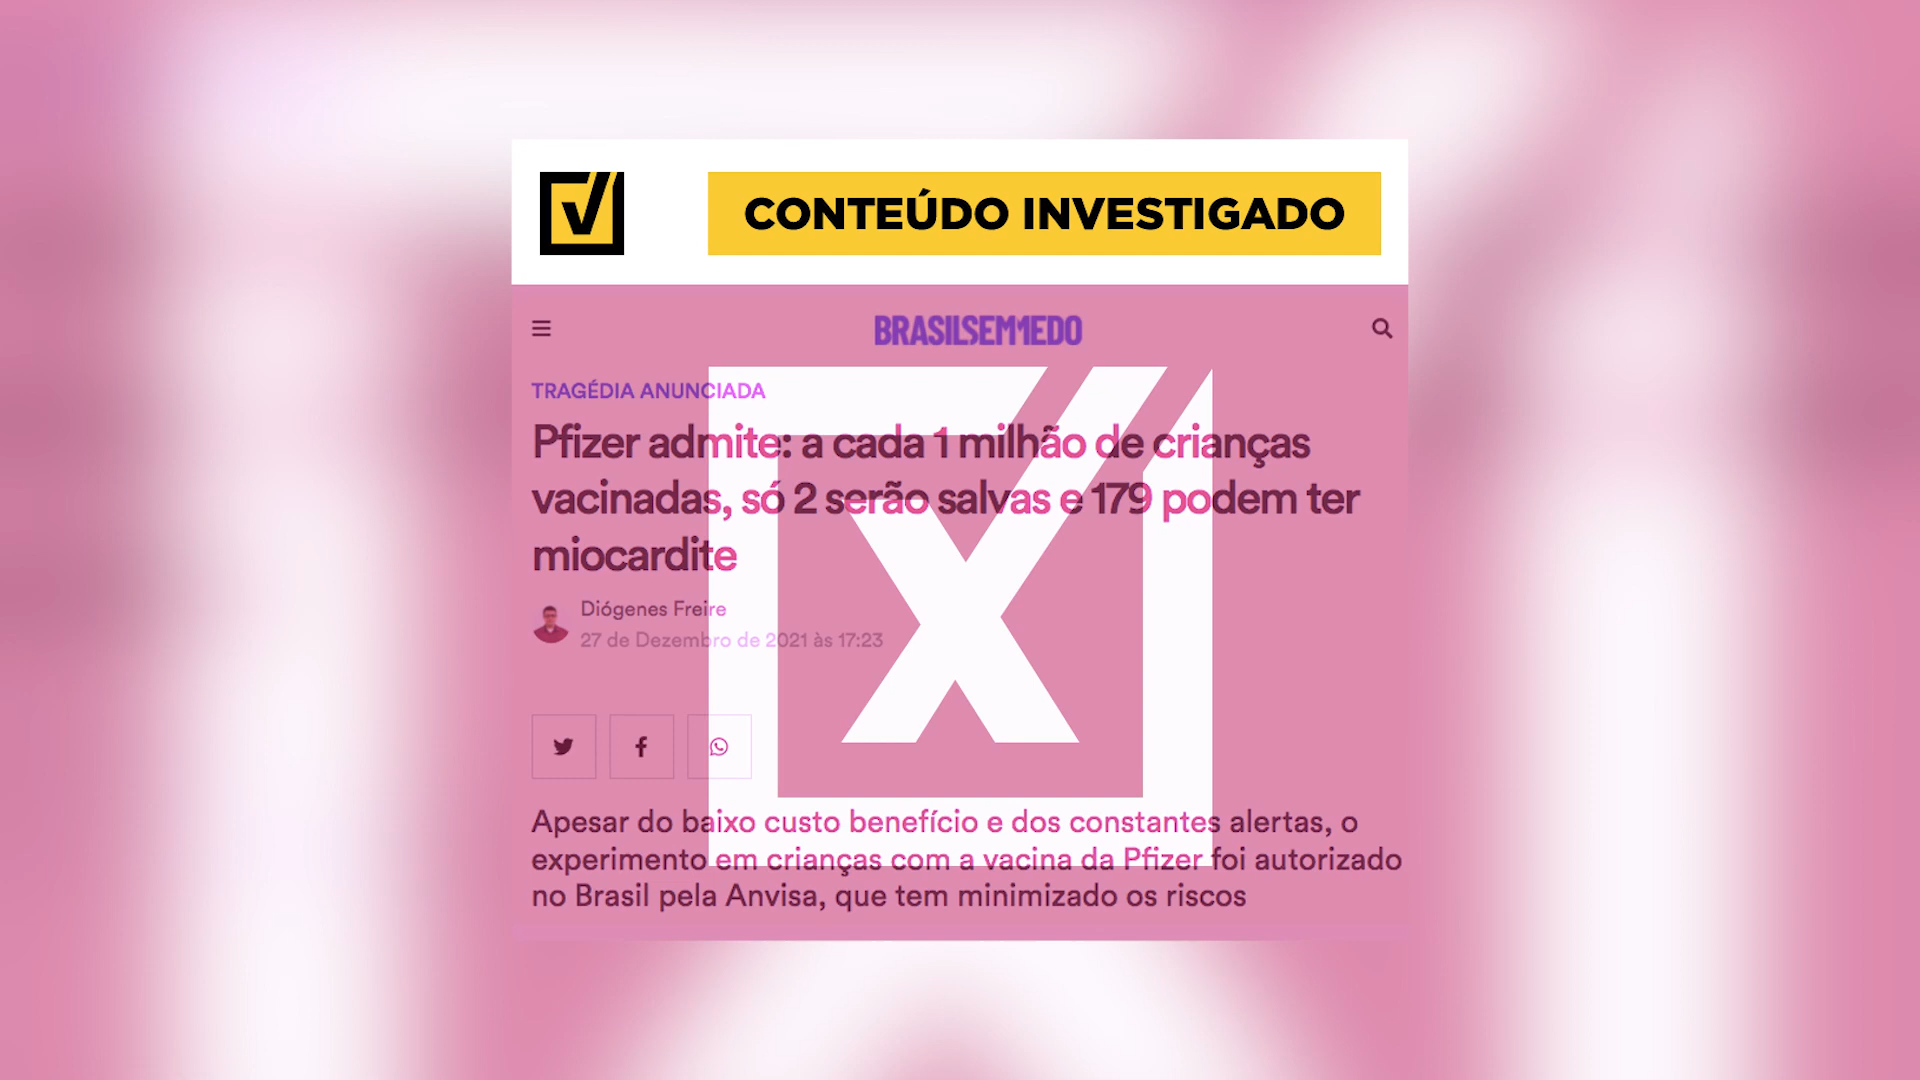 CONTEÚDO INVESTIGADO
BRASILSEMMEDO
TRAGÉDIA ANUNCIADA
Pfizer admite: a cada 1 milhão de crianças
vacinadas, só 2 serão salvas e 179 podem ter
miocardite
Diógenes Freire
27 de Dezembro de 2021 às 17:23
Apesar do baixo custo benefício e dos constantes alertas, o
experimento em crianças com a vacina da Pfizer foi autorizado
no Brasil pela Anvisa, que tem minimizado os riscos